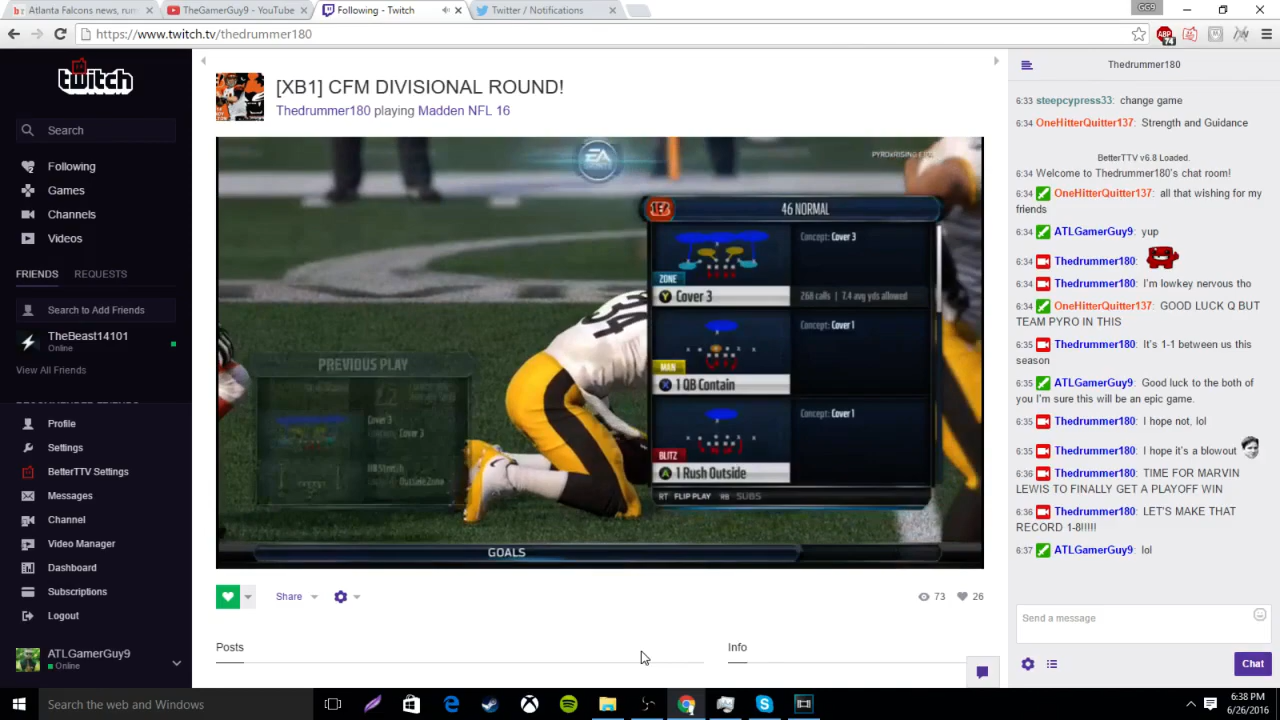 Atlanta Falcons news, rum
TheGamerGuy9 - YouTube
Following - Twitch
Twitter / Notifications
GG9
https://www.twitch.tv/thedrummer180
ABP
74
twitch
Search
Following
Games
Channels
Videos
FRIENDS REQUESTS
Search to Add Friends
TheBeast14101
Online
View All Friends
Profile
Settings
BetterTTV Settings
Messages
Channel
Video Manager
Dashboard
Subscriptions
Logout
ATLGamerGuy9
Online
[XB1] CFM DIVISIONAL ROUND!
Thedrummer180 playing Madden NFL 16
EA
46 NORMAL
Concept: Cover 3
ZONE
Y Cover 3
268 calls | 7.4 avg yds allowed
Concept: Cover 1
MAN
X 1 QB Contain
Concept: Cover 1
BLITZ
A 1 Rush Outside
RT FLIP PLAY RB SUBS
PREVIOUS PLAY
Cover 3
Cover 3
GOALS
Share
73 26
Posts
Info
Thedrummer180
6:33 steepcypress33: change game
6:34 OneHitterQuitter137: Strength and Guidance
BetterTTV v6.8 Loaded.
6:34 Welcome to Thedrummer180's chat room!
6:34 OneHitterQuitter137: all that wishing for my
friends
6:34 ATLGamerGuy9: yup
6:34 Thedrummer180:
6:34 Thedrummer180: I'm lowkey nervous tho
6:34 OneHitterQuitter137: GOOD LUCK Q BUT
TEAM PYRO IN THIS
6:35 Thedrummer180: It's 1-1 between us this
season
6:35 ATLGamerGuy9: Good luck to the both of
you I'm sure this will be an epic game.
6:35 Thedrummer180: I hope not, lol
6:35 Thedrummer180: I hope it's a blowout
6:36 Thedrummer180: TIME FOR MARVIN
LEWIS TO FINALLY GET A PLAYOFF WIN
6:36 Thedrummer180: LET'S MAKE THAT
RECORD 1-8!!!!!
6:37 ATLGamerGuy9: lol
Send a message
Chat
Search the web and Windows
6:38 PM
6/26/2016